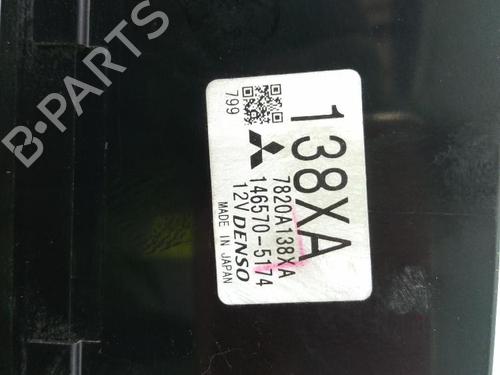 138XA
799
7820A138XA
146570-5174
12V DENSO
MADE IN JAPAN
B-PARTS